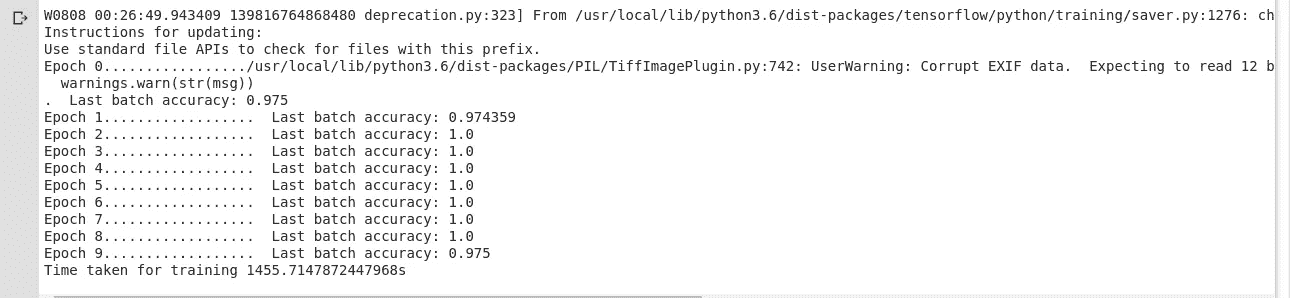 W0808 00:26:49.943409 139816764868480 deprecation.py:323] From /usr/local/lib/python3.6/dist-packages/tensorflow/python/training/saver.py:1276: ch
Instructions for updating:
Use standard file APIs to check for files with this prefix.
Epoch 0................./usr/local/lib/python3.6/dist-packages/PIL/TiffImagePlugin.py:742: UserWarning: Corrupt EXIF data.  Expecting to read 12 b
  warnings.warn(str(msg))
.  Last batch accuracy: 0.975
Epoch 1..................  Last batch accuracy: 0.974359
Epoch 2..................  Last batch accuracy: 1.0
Epoch 3..................  Last batch accuracy: 1.0
Epoch 4..................  Last batch accuracy: 1.0
Epoch 5..................  Last batch accuracy: 1.0
Epoch 6..................  Last batch accuracy: 1.0
Epoch 7..................  Last batch accuracy: 1.0
Epoch 8..................  Last batch accuracy: 1.0
Epoch 9..................  Last batch accuracy: 0.975
Time taken for training 1455.7147872447968s